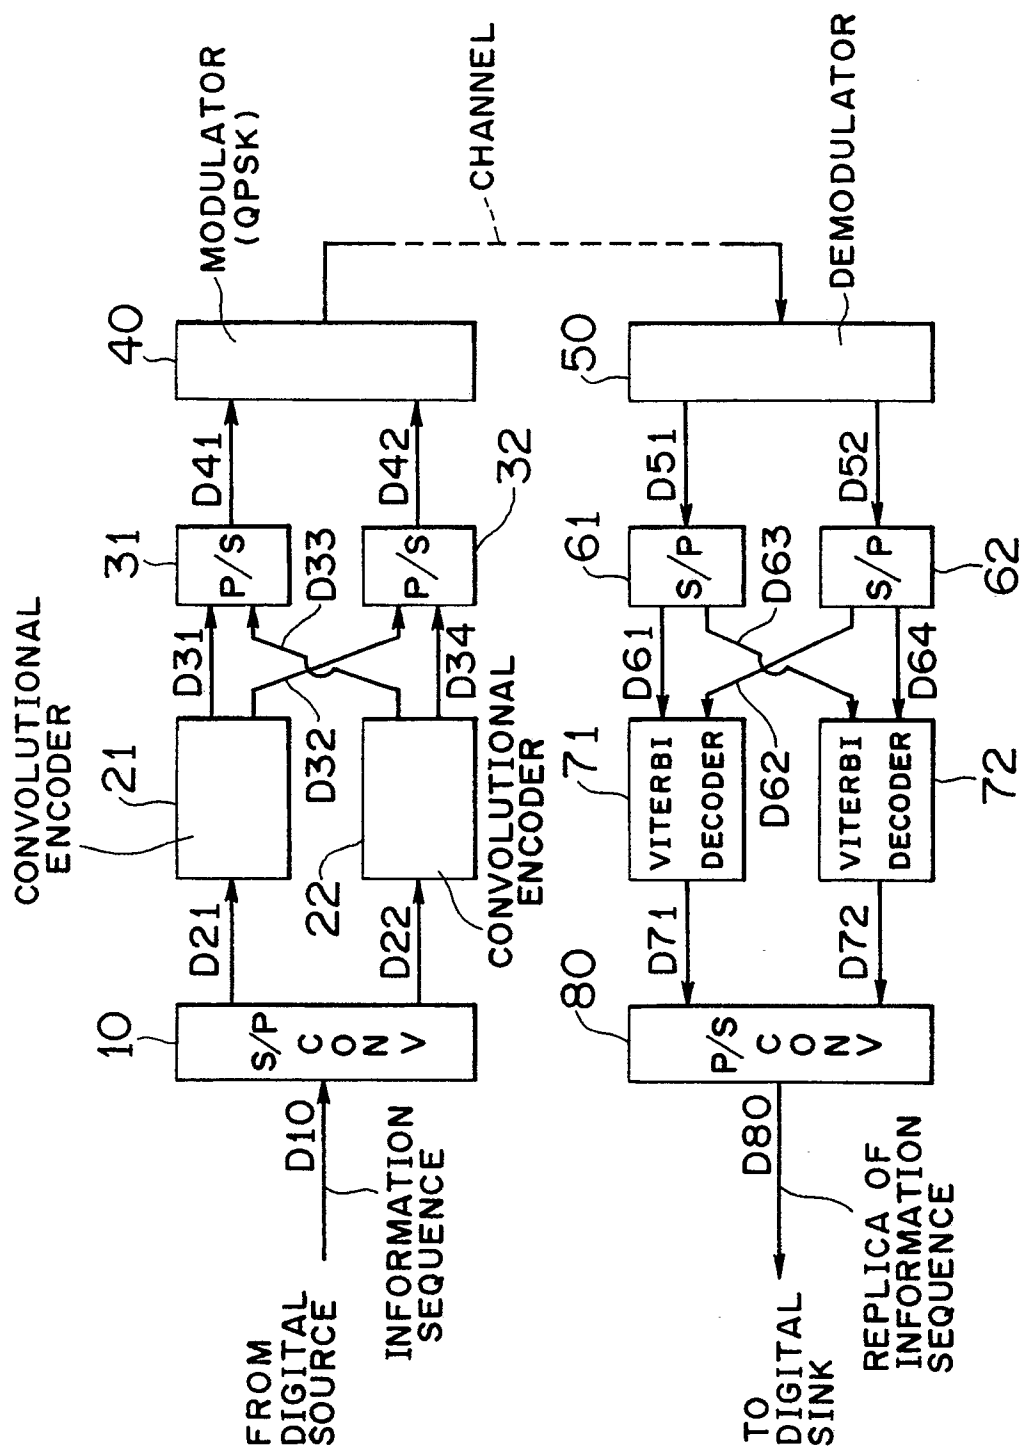 CONVOLUTIONAL
ENCODER
21
D21
D31
D32
31
P/S
D33
D41
40
MODULATOR
(QPSK)
10
S/P
CONV
D10
FROM
DIGITAL
SOURCE
INFORMATION
SEQUENCE
22
D22
CONVOLUTIONAL
ENCODER
D34
P/S
32
D42
CHANNEL
50
DEMODULATOR
D51
D52
61
S/P
62
S/P
D61
D62
D63
D64
71
VITERBI
DECODER
72
VITERBI
DECODER
D71
D72
80
P/S
CONV
D80
TO
DIGITAL
SINK
REPLICA OF
INFORMATION
SEQUENCE